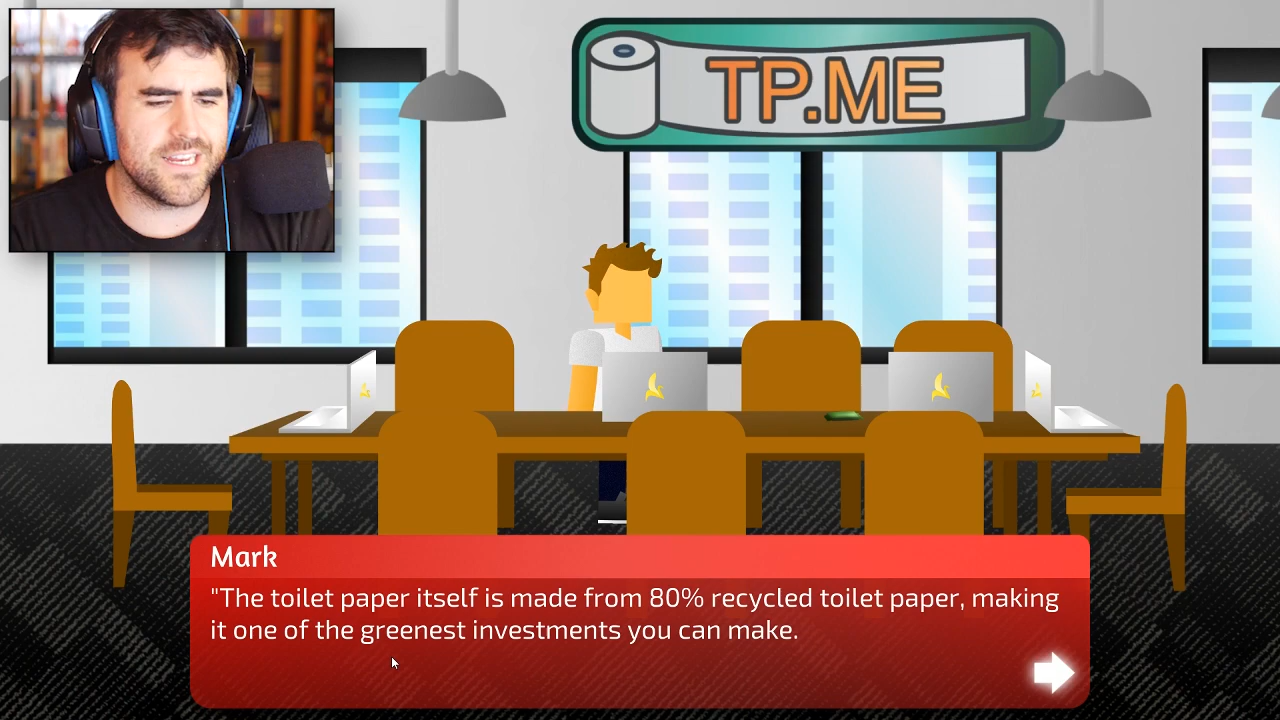 TP.ME
Mark
"The toilet paper itself is made from 80% recycled toilet paper, making
it one of the greenest investments you can make.